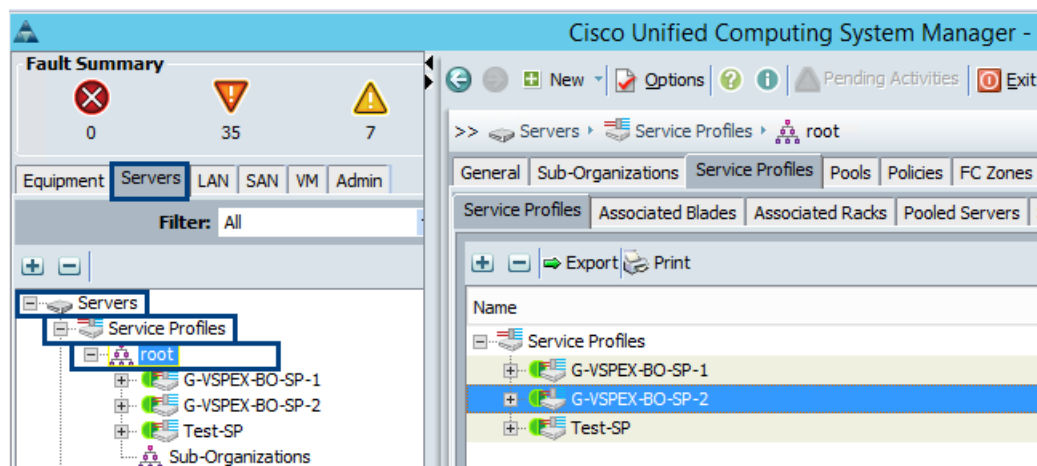 Cisco Unified Computing System Manager -
Fault Summary
0 35 7
New Options Pending Activities Exit
>> Servers Service Profiles root
Equipment Servers LAN SAN VM Admin
General Sub-Organizations Service Profiles Pools Policies FC Zones
Filter: All
Service Profiles Associated Blades Associated Racks Pooled Servers
Export Print
Servers
Service Profiles
root
G-VSPEX-BO-SP-1
G-VSPEX-BO-SP-2
Test-SP
Sub-Organizations
Name
Service Profiles
G-VSPEX-BO-SP-1
G-VSPEX-BO-SP-2
Test-SP